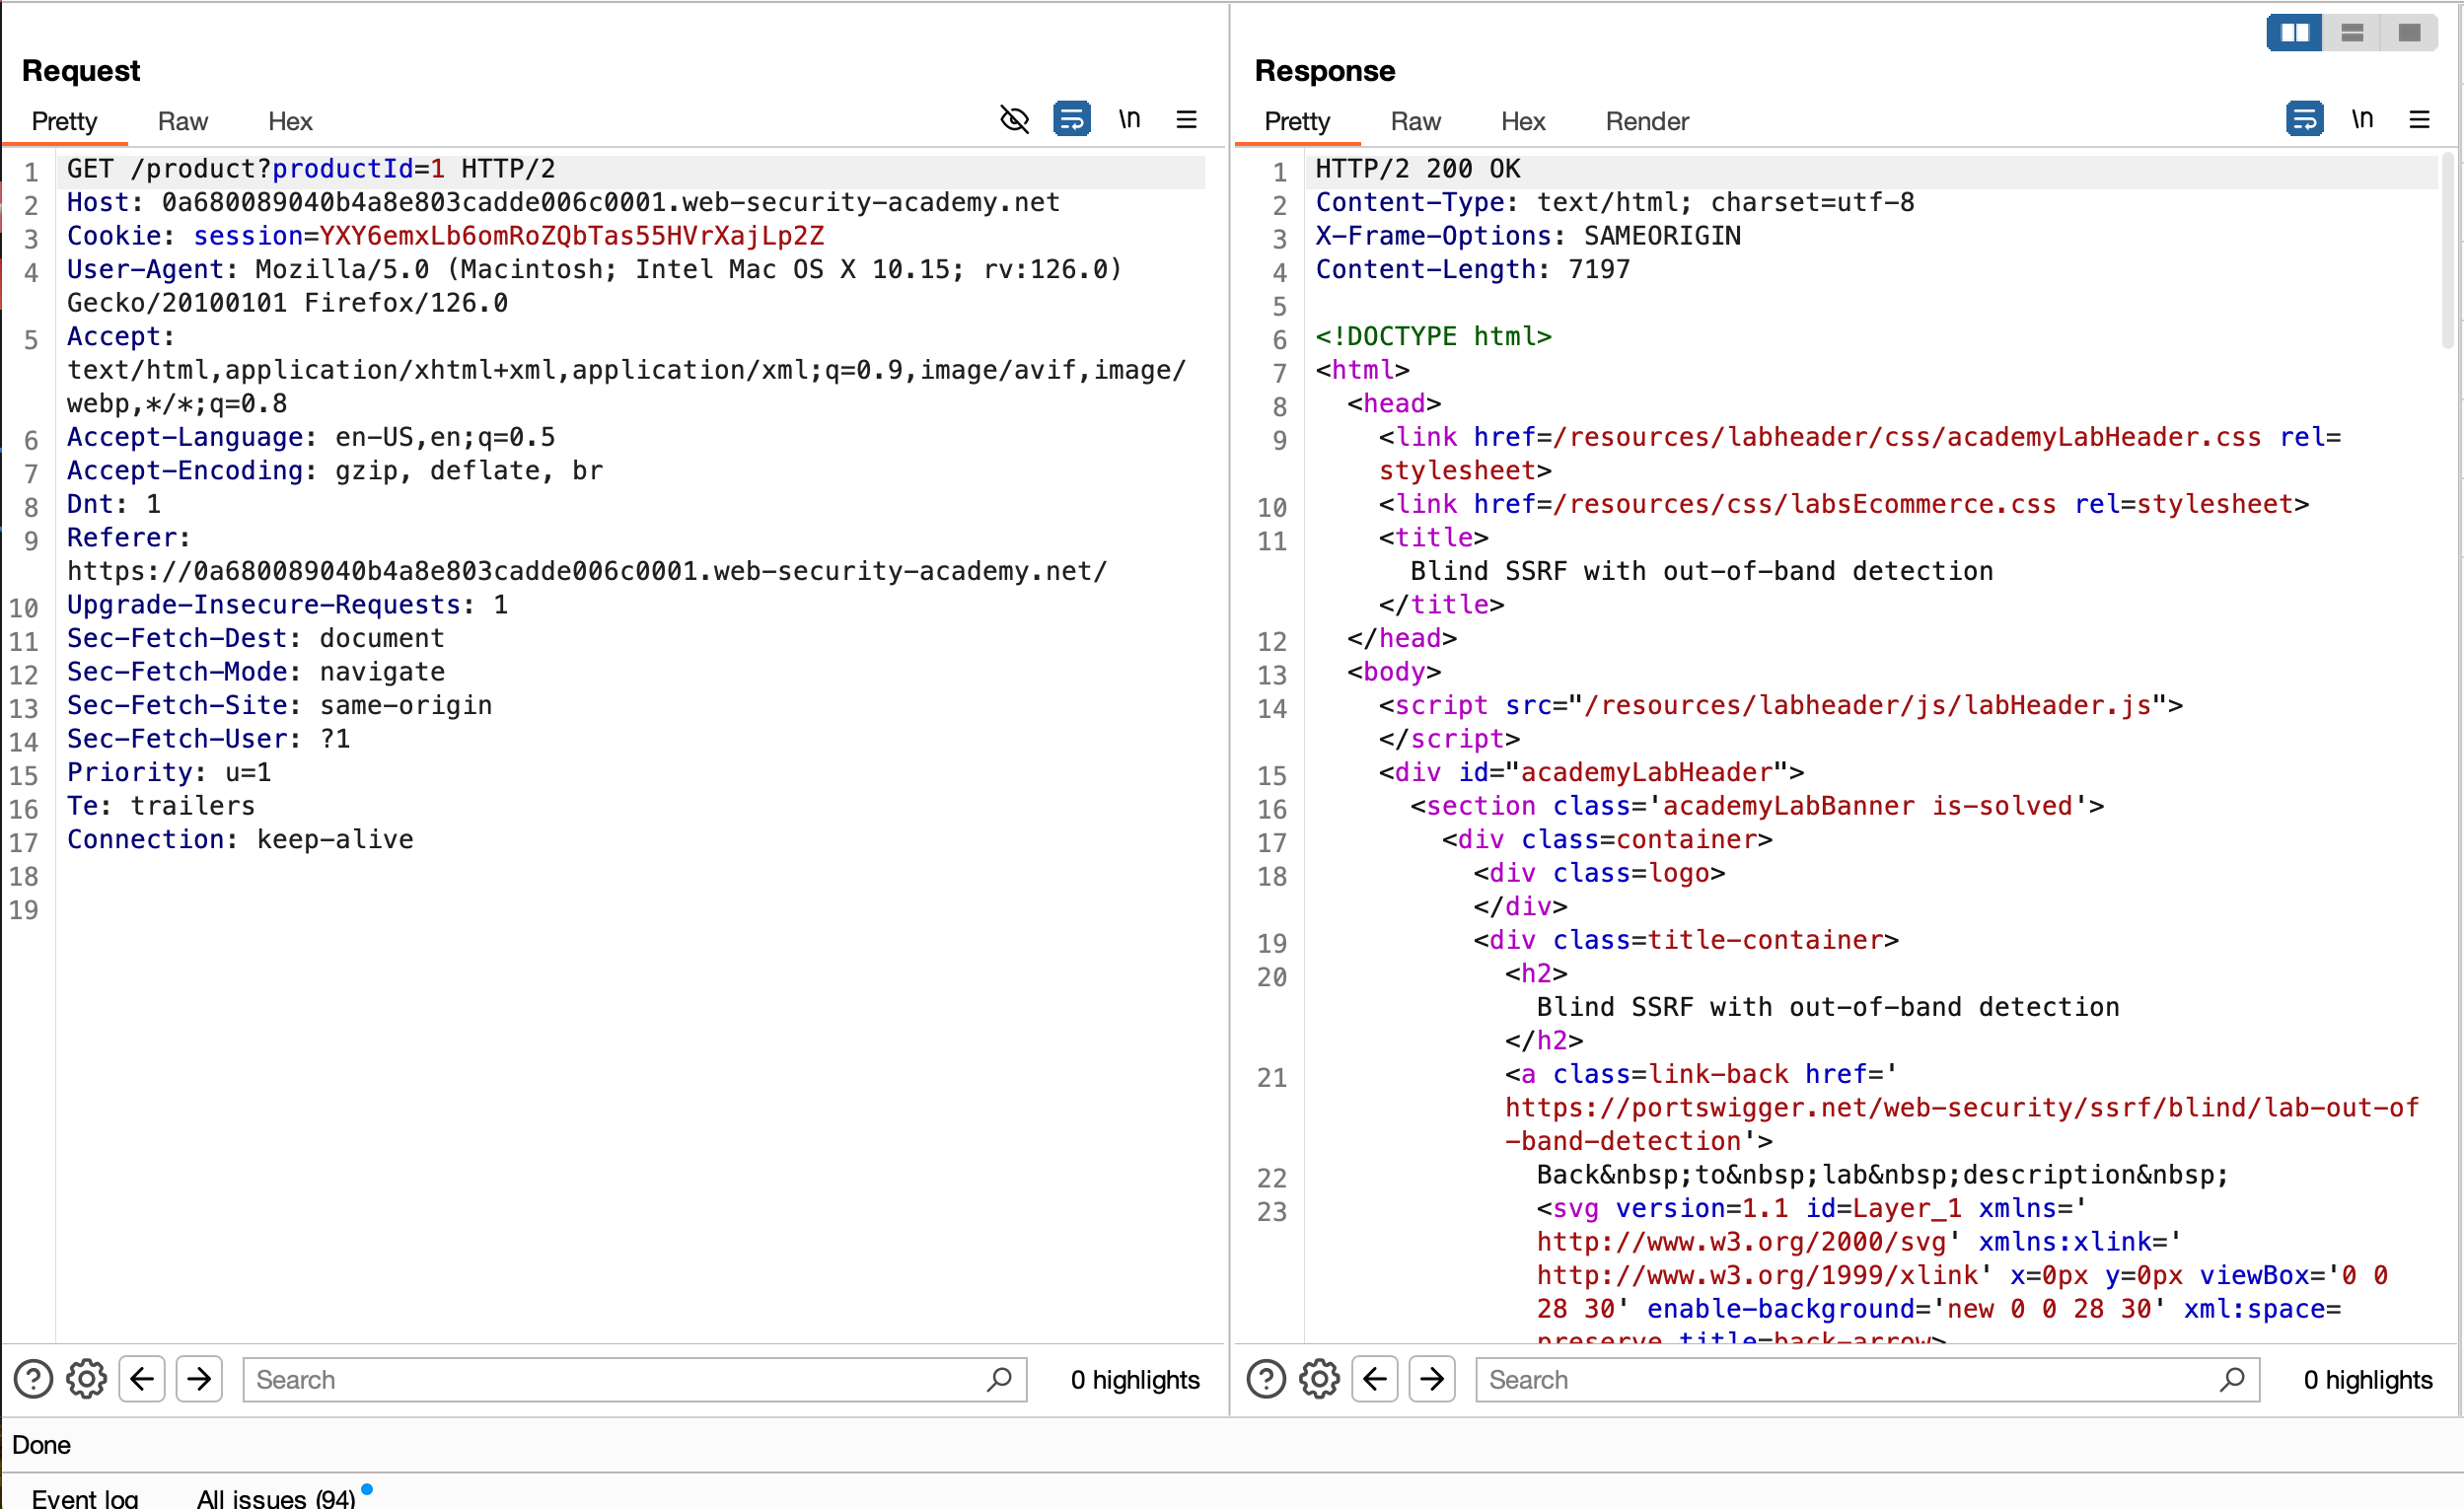 Request
Pretty Raw Hex \n
1 GET /product?productId=1 HTTP/2
2 Host: 0a680089040b4a8e803cadde006c0001.web-security-academy.net
3 Cookie: session=YXY6emxLb6omRoZQbTas55HVrXajLp2Z
4 User-Agent: Mozilla/5.0 (Macintosh; Intel Mac OS X 10.15; rv:126.0)
Gecko/20100101 Firefox/126.0
5 Accept:
text/html,application/xhtml+xml,application/xml;q=0.9,image/avif,image/
webp,*/*;q=0.8
6 Accept-Language: en-US,en;q=0.5
7 Accept-Encoding: gzip, deflate, br
8 Dnt: 1
9 Referer:
https://0a680089040b4a8e803cadde006c0001.web-security-academy.net/
10 Upgrade-Insecure-Requests: 1
11 Sec-Fetch-Dest: document
12 Sec-Fetch-Mode: navigate
13 Sec-Fetch-Site: same-origin
14 Sec-Fetch-User: ?1
15 Priority: u=1
16 Te: trailers
17 Connection: keep-alive
18
19
Search 0 highlights
Response
Pretty Raw Hex Render \n
1 HTTP/2 200 OK
2 Content-Type: text/html; charset=utf-8
3 X-Frame-Options: SAMEORIGIN
4 Content-Length: 7197
5
6 <!DOCTYPE html>
7 <html>
8 <head>
9 <link href=/resources/labheader/css/academyLabHeader.css rel=
stylesheet>
10 <link href=/resources/css/labsEcommerce.css rel=stylesheet>
11 <title>
Blind SSRF with out-of-band detection
</title>
12 </head>
13 <body>
14 <script src="/resources/labheader/js/labHeader.js">
</script>
15 <div id="academyLabHeader">
16 <section class='academyLabBanner is-solved'>
17 <div class=container>
18 <div class=logo>
</div>
19 <div class=title-container>
20 <h2>
Blind SSRF with out-of-band detection
</h2>
21 <a class=link-back href='
https://portswigger.net/web-security/ssrf/blind/lab-out-of
-band-detection'>
22 Back&nbsp;to&nbsp;lab&nbsp;description&nbsp;
23 <svg version=1.1 id=Layer_1 xmlns='
http://www.w3.org/2000/svg' xmlns:xlink='
http://www.w3.org/1999/xlink' x=0px y=0px viewBox='0 0
28 30' enable-background='new 0 0 28 30' xml:space=
preserve title=back-arrow>
Search 0 highlights
Done
Event log All issues (94)